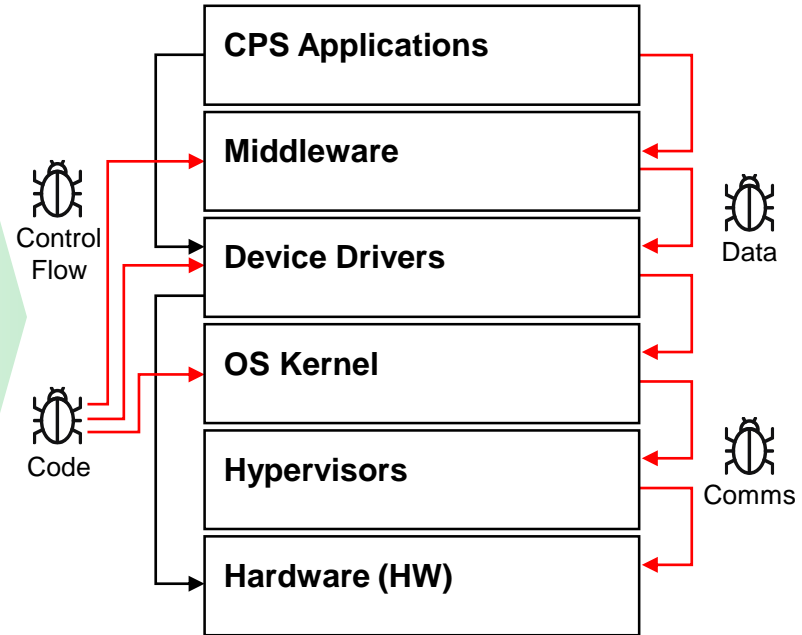 CPS Applications
Middleware
Control
Flow
Data
Device Drivers
OS Kernel
Code
Hypervisors
Comms
Hardware (HW)